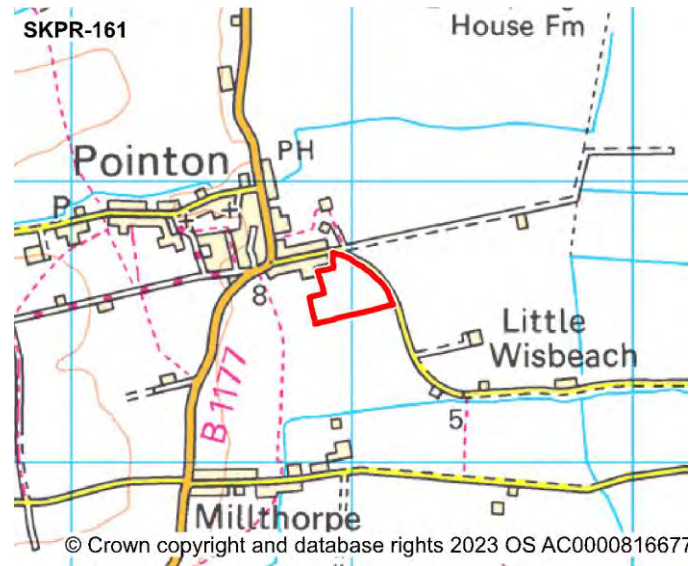 SKPR-161
House Fm
Pointon
PH
P
8
Little
Wisbeach
B 1177
5
Millthorpe
© Crown copyright and database rights 2023 OS AC0000816677